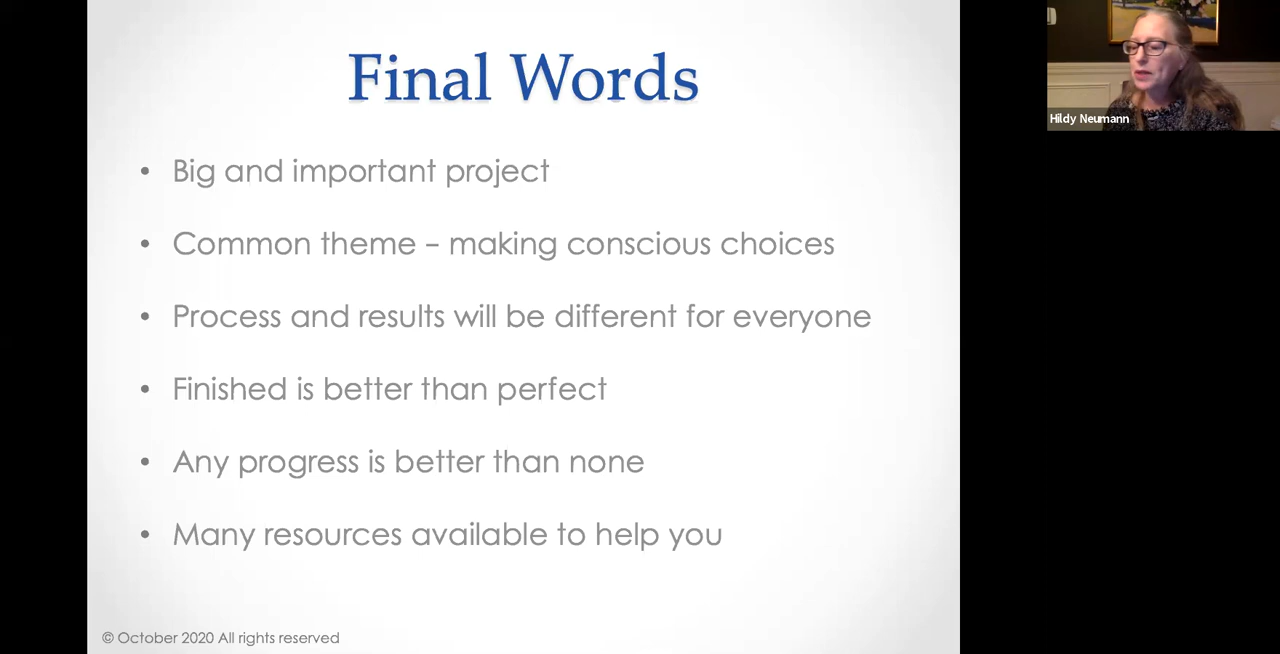 Final Words
• Big and important project
• Common theme – making conscious choices
• Process and results will be different for everyone
• Finished is better than perfect
• Any progress is better than none
• Many resources available to help you
© October 2020 All rights reserved
Hildy Neumann